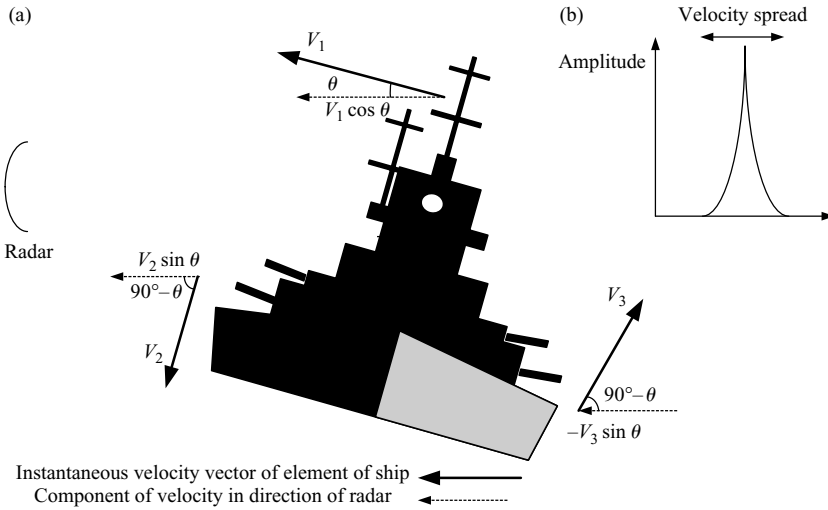 (a)
V1
θ
V1 cos θ
Radar
V2 sin θ
90°–θ
V2
V3
90°–θ
–V3 sin θ
Instantaneous velocity vector of element of ship
Component of velocity in direction of radar
(b)
Velocity spread
Amplitude